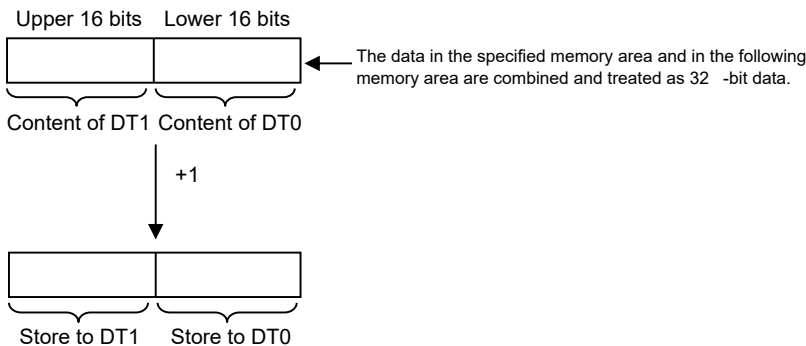 Upper 16 bits Lower 16 bits
The data in the specified memory area and in the following
memory area are combined and treated as 32 -bit data.
Content of DT1 Content of DT0
+1
Store to DT1 Store to DT0